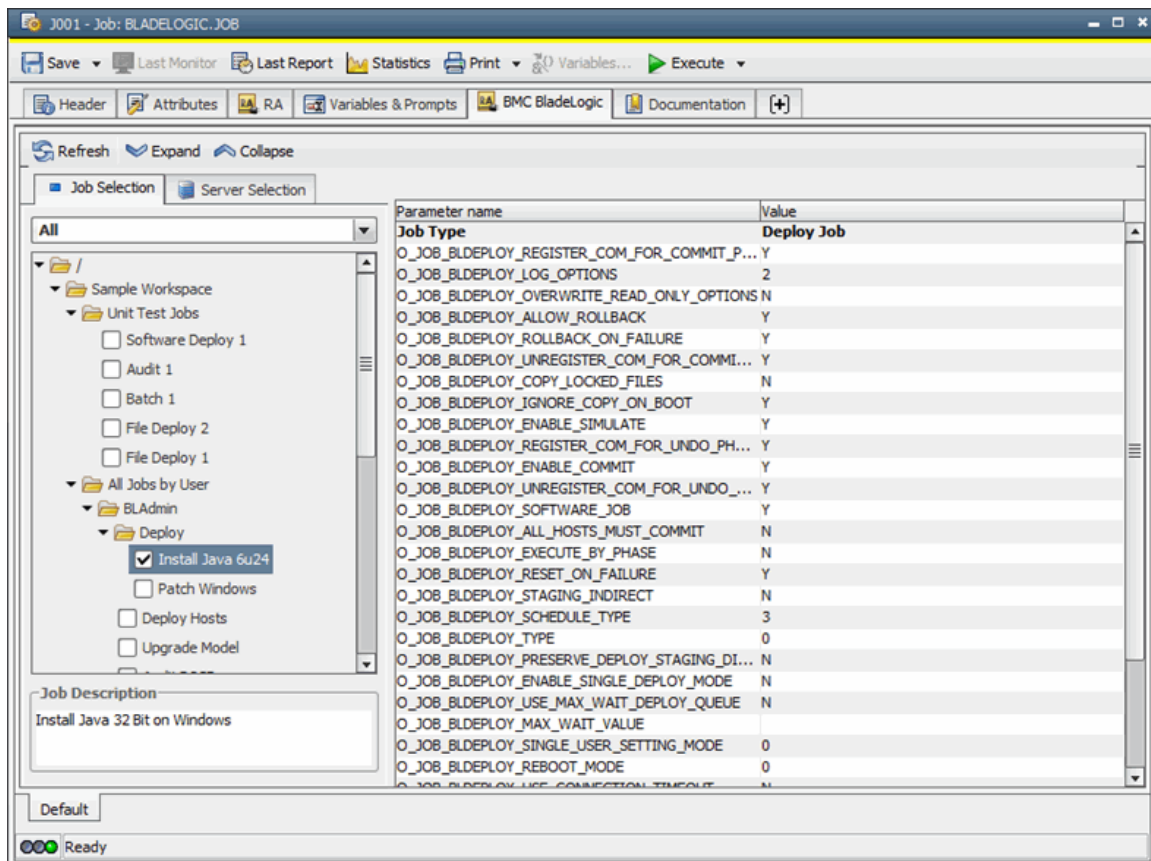 J001 - Job: BLADELOGIC.JOB
Save Last Monitor Last Report Statistics Print Variables... Execute
Header Attributes RA Variables & Prompts BMC BladeLogic Documentation [+]
Refresh Expand Collapse
Job Selection Server Selection
All
/
Sample Workspace
Unit Test Jobs
Software Deploy 1
Audit 1
Batch 1
File Deploy 2
File Deploy 1
All Jobs by User
BLAdmin
Deploy
Install Java 6u24
Patch Windows
Deploy Hosts
Upgrade Model
Job Description
Install Java 32 Bit on Windows
Parameter name Value
Job Type Deploy Job
O_JOB_BLDEPLOY_REGISTER_COM_FOR_COMMIT_P... Y
O_JOB_BLDEPLOY_LOG_OPTIONS 2
O_JOB_BLDEPLOY_OVERWRITE_READ_ONLY_OPTIONS N
O_JOB_BLDEPLOY_ALLOW_ROLLBACK Y
O_JOB_BLDEPLOY_ROLLBACK_ON_FAILURE Y
O_JOB_BLDEPLOY_UNREGISTER_COM_FOR_COMMI... Y
O_JOB_BLDEPLOY_COPY_LOCKED_FILES N
O_JOB_BLDEPLOY_IGNORE_COPY_ON_BOOT Y
O_JOB_BLDEPLOY_ENABLE_SIMULATE Y
O_JOB_BLDEPLOY_REGISTER_COM_FOR_UNDO_PH... Y
O_JOB_BLDEPLOY_ENABLE_COMMIT Y
O_JOB_BLDEPLOY_UNREGISTER_COM_FOR_UNDO_... Y
O_JOB_BLDEPLOY_SOFTWARE_JOB Y
O_JOB_BLDEPLOY_ALL_HOSTS_MUST_COMMIT N
O_JOB_BLDEPLOY_EXECUTE_BY_PHASE N
O_JOB_BLDEPLOY_RESET_ON_FAILURE Y
O_JOB_BLDEPLOY_STAGING_INDIRECT N
O_JOB_BLDEPLOY_SCHEDULE_TYPE 3
O_JOB_BLDEPLOY_TYPE 0
O_JOB_BLDEPLOY_PRESERVE_DEPLOY_STAGING_DI... N
O_JOB_BLDEPLOY_ENABLE_SINGLE_DEPLOY_MODE N
O_JOB_BLDEPLOY_USE_MAX_WAIT_DEPLOY_QUEUE N
O_JOB_BLDEPLOY_MAX_WAIT_VALUE
O_JOB_BLDEPLOY_SINGLE_USER_SETTING_MODE 0
O_JOB_BLDEPLOY_REBOOT_MODE 0
O_JOB_BLDEPLOY_USE_CONNECTION_TIMEOUT N
Default
Ready